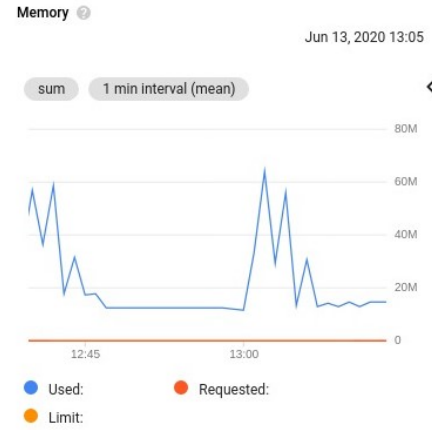 Memory ?
Jun 13, 2020 13:05
sum 1 min interval (mean)
80M
60M
40M
20M
0
12:45 13:00
Used: Requested:
Limit: